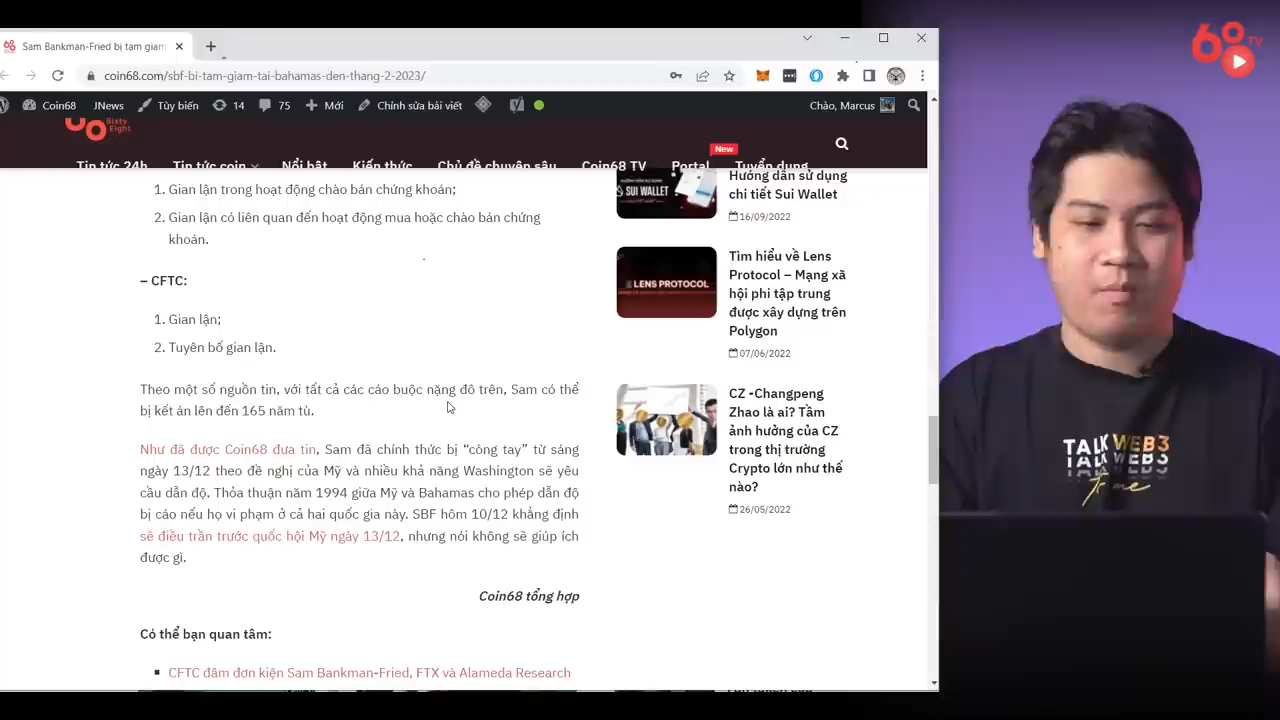 Sam Bankman-Fried bị tạm giam
coin68.com/sbf-bi-tam-giam-tai-bahamas-den-thang-2-2023/
Coin68 JNews Tùy biến 14 75 Mới Chỉnh sửa bài viết Chào, Marcus
Sixty
Eight
New
Tin tức 24h Tin tức coin Nổi bật Kiến thức Chủ đề chuyên sâu Coin68 TV Portal Tuyển dụng
1. Gian lận trong hoạt động chào bán chứng khoán;
2. Gian lận có liên quan đến hoạt động mua hoặc chào bán chứng
khoán.
– CFTC:
1. Gian lận;
2. Tuyên bố gian lận.
Theo một số nguồn tin, với tất cả các cáo buộc nặng đô trên, Sam có thể
bị kết án lên đến 165 năm tù.
Như đã được Coin68 đưa tin, Sam đã chính thức bị “còng tay” từ sáng
ngày 13/12 theo đề nghị của Mỹ và nhiều khả năng Washington sẽ yêu
cầu dẫn độ. Thỏa thuận năm 1994 giữa Mỹ và Bahamas cho phép dẫn độ
bị cáo nếu họ vi phạm ở cả hai quốc gia này. SBF hôm 10/12 khẳng định
sẽ điều trần trước quốc hội Mỹ ngày 13/12, nhưng nói không sẽ giúp ích
được gì.
Coin68 tổng hợp
Có thể bạn quan tâm:
CFTC đâm đơn kiện Sam Bankman-Fried, FTX và Alameda Research
SUI WALLET
Hướng dẫn sử dụng
chi tiết Sui Wallet
16/09/2022
LENS PROTOCOL
Tìm hiểu về Lens
Protocol – Mạng xã
hội phi tập trung
được xây dựng trên
Polygon
07/06/2022
CZ -Changpeng
Zhao là ai? Tầm
ảnh hưởng của CZ
trong thị trường
Crypto lớn như thế
nào?
26/05/2022
68 TV
TALK WEB3
TALK WEB3
TALK WEB3
to me